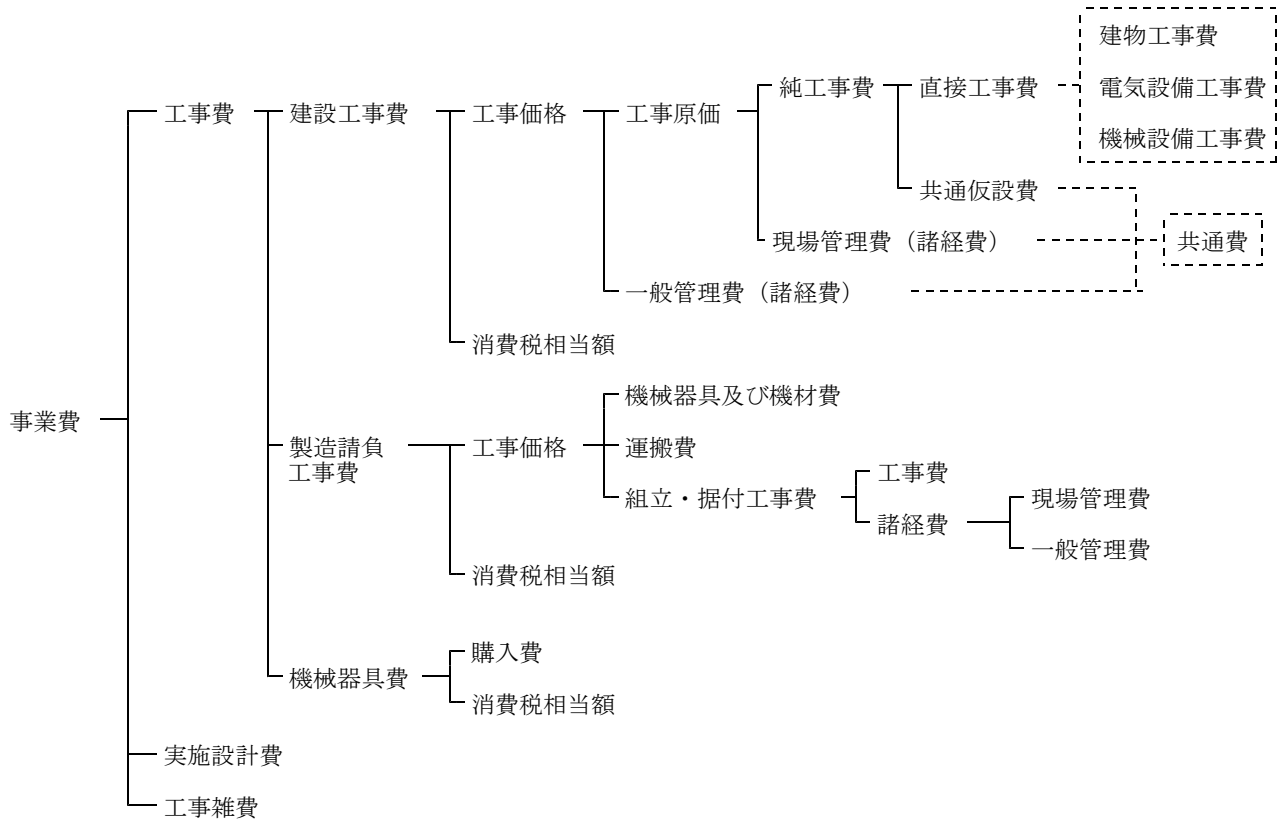 建物工事費
純工事費
直接工事費
電気設備工事費
工事費
建設工事費
工事価格
工事原価
機械設備工事費
共通仮設費
現場管理費（諸経費）
共通費
一般管理費（諸経費）
消費税相当額
機械器具及び機材費
事業費
製造請負
工事費
工事価格
運搬費
組立・据付工事費
工事費
諸経費
現場管理費
一般管理費
消費税相当額
購入費
機械器具費
消費税相当額
実施設計費
工事雑費